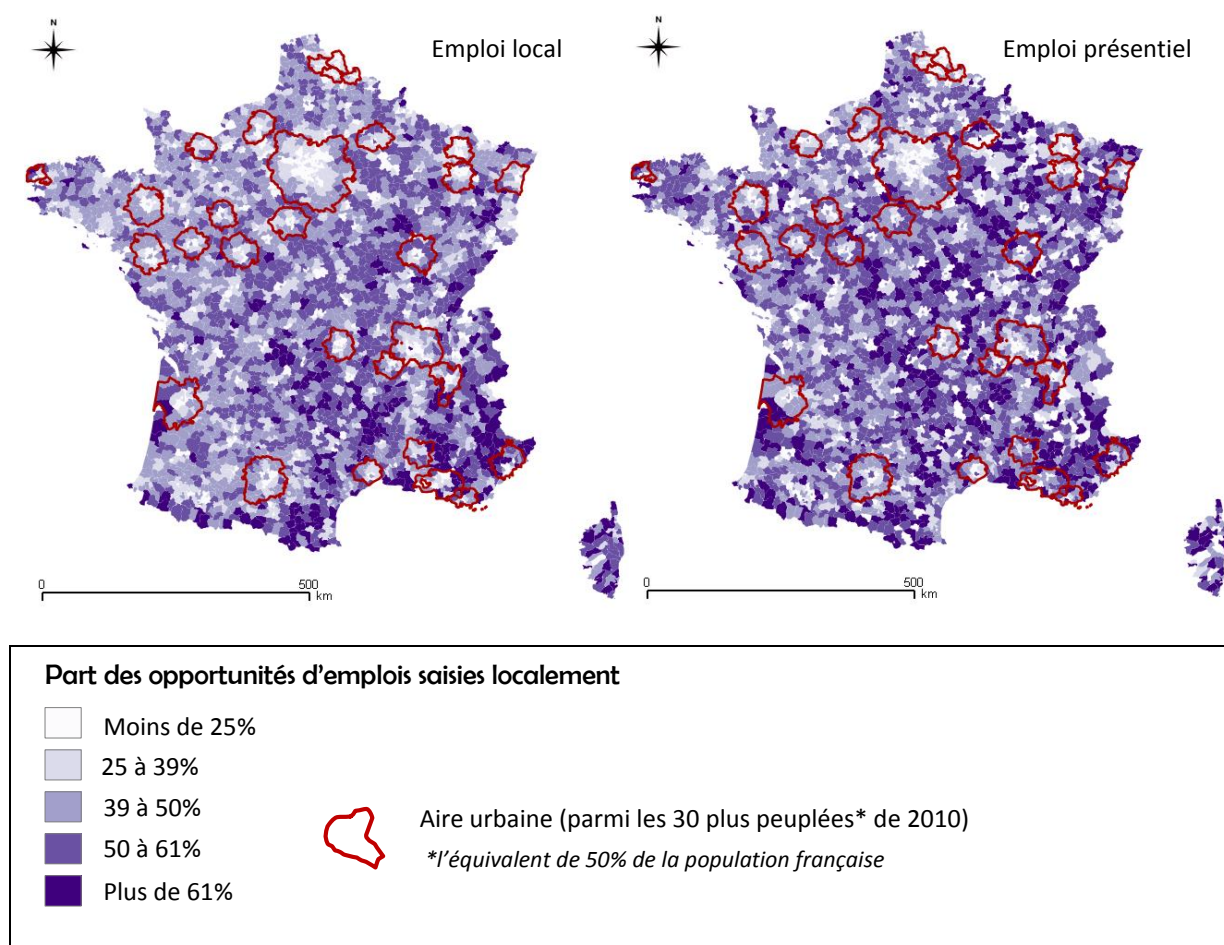 N
Emploi local
0
500
km
N
Emploi présentiel
0
500
km
Part des opportunités d'emplois saisies localement
Moins de 25%
25 à 39%
39 à 50%
50 à 61%
Plus de 61%
Aire urbaine (parmi les 30 plus peuplées* de 2010)
*l'équivalent de 50% de la population française